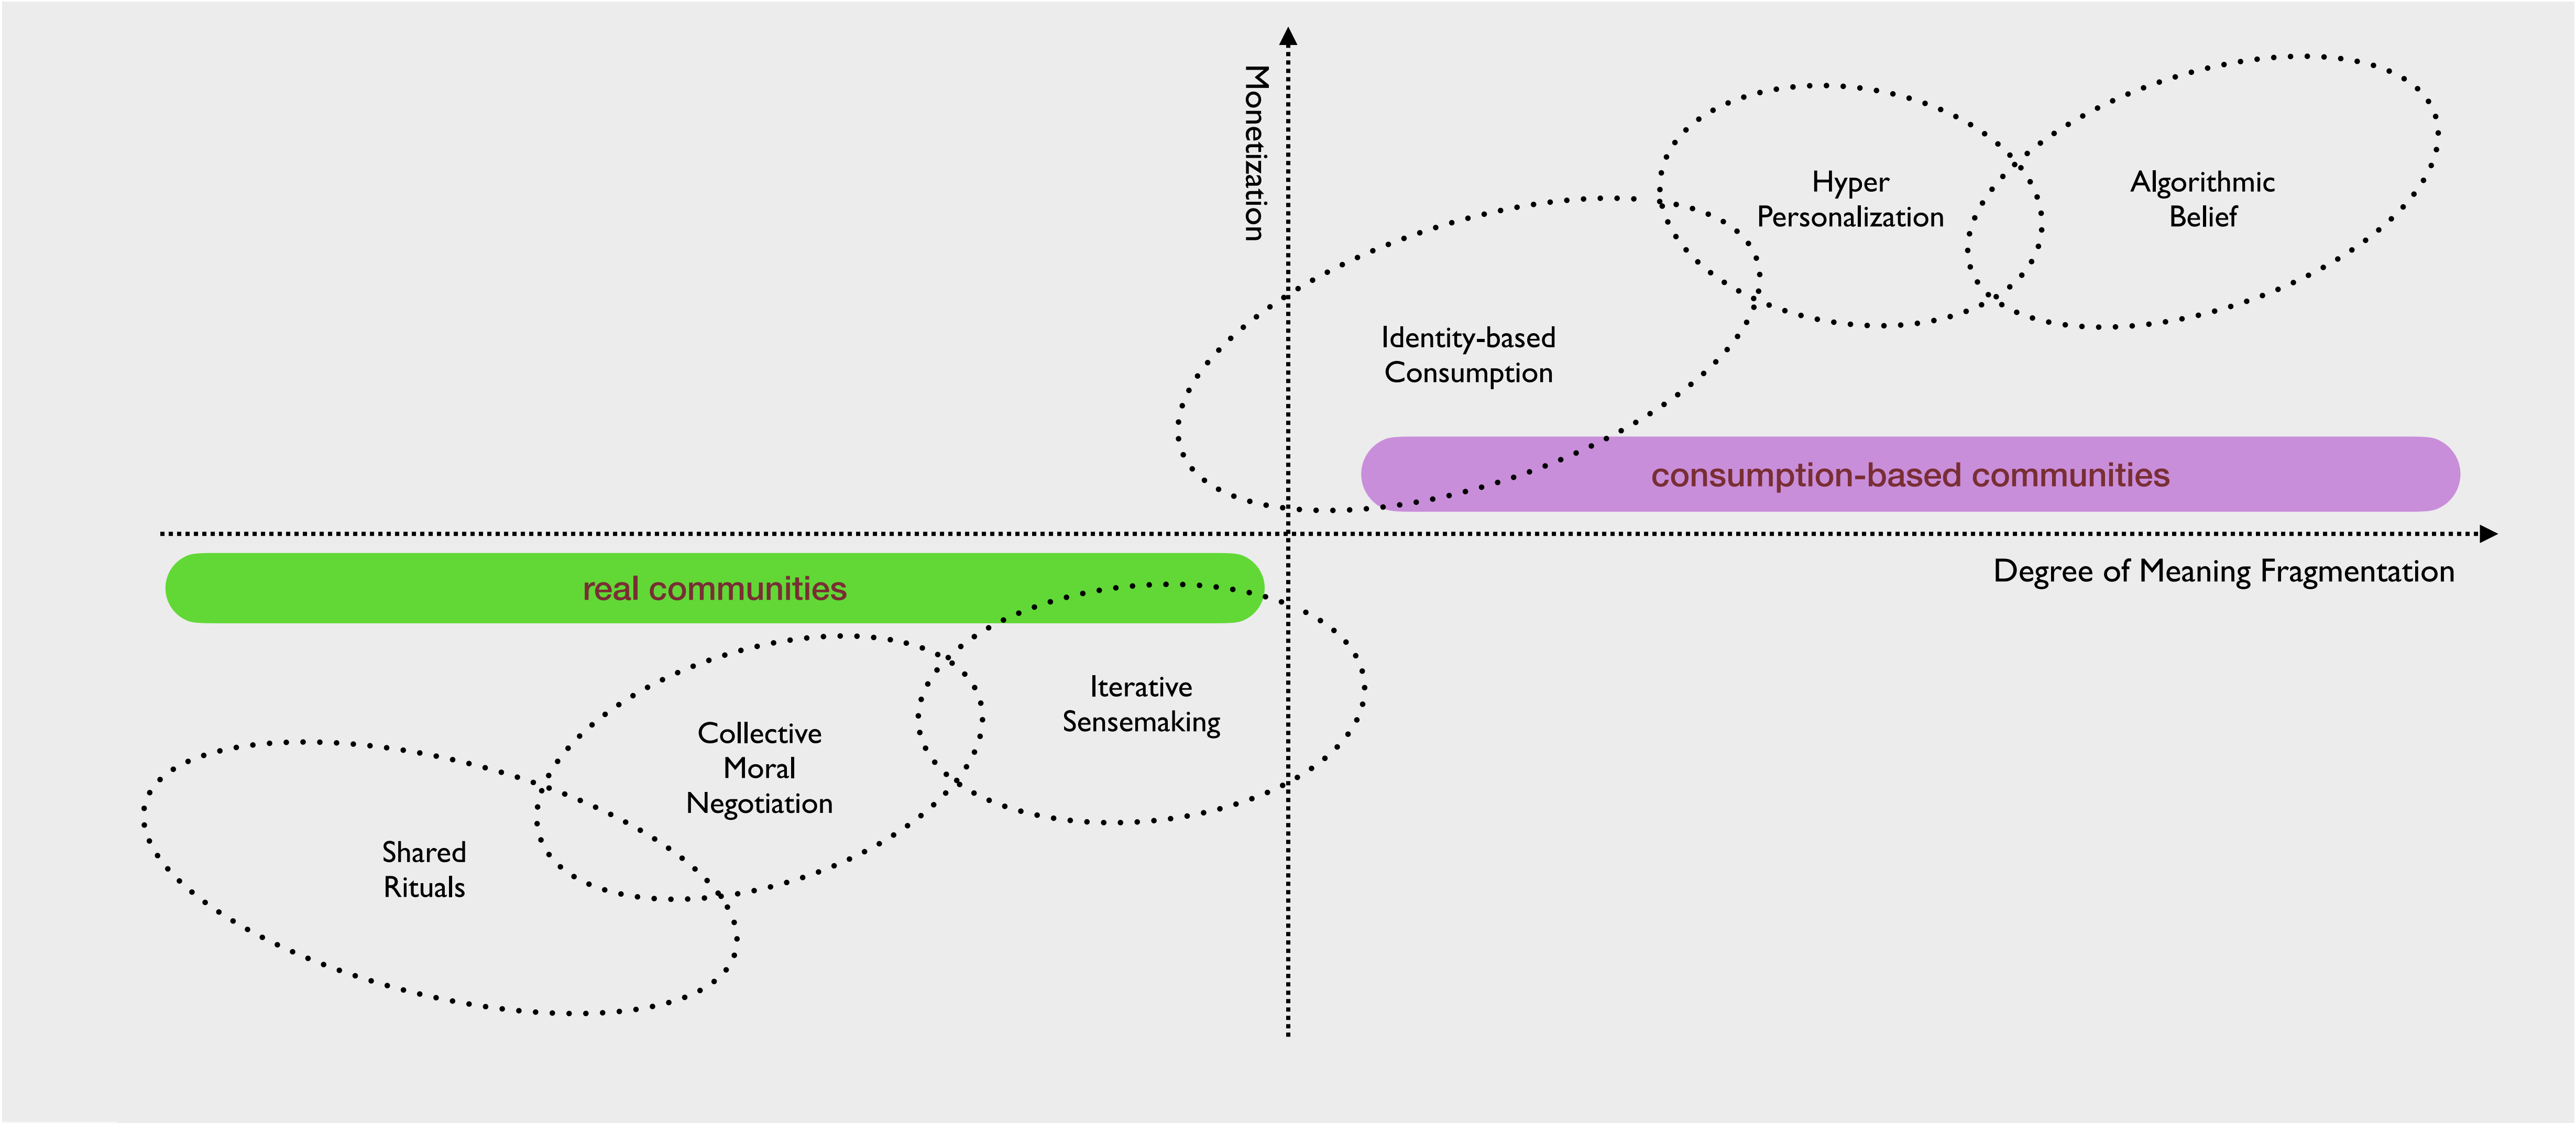 Monetization
Hyper
Personalization
Algorithmic
Belief
Identity-based
Consumption
consumption-based communities
Degree of Meaning Fragmentation
real communities
Iterative
Sensemaking
Collective
Moral
Negotiation
Shared
Rituals